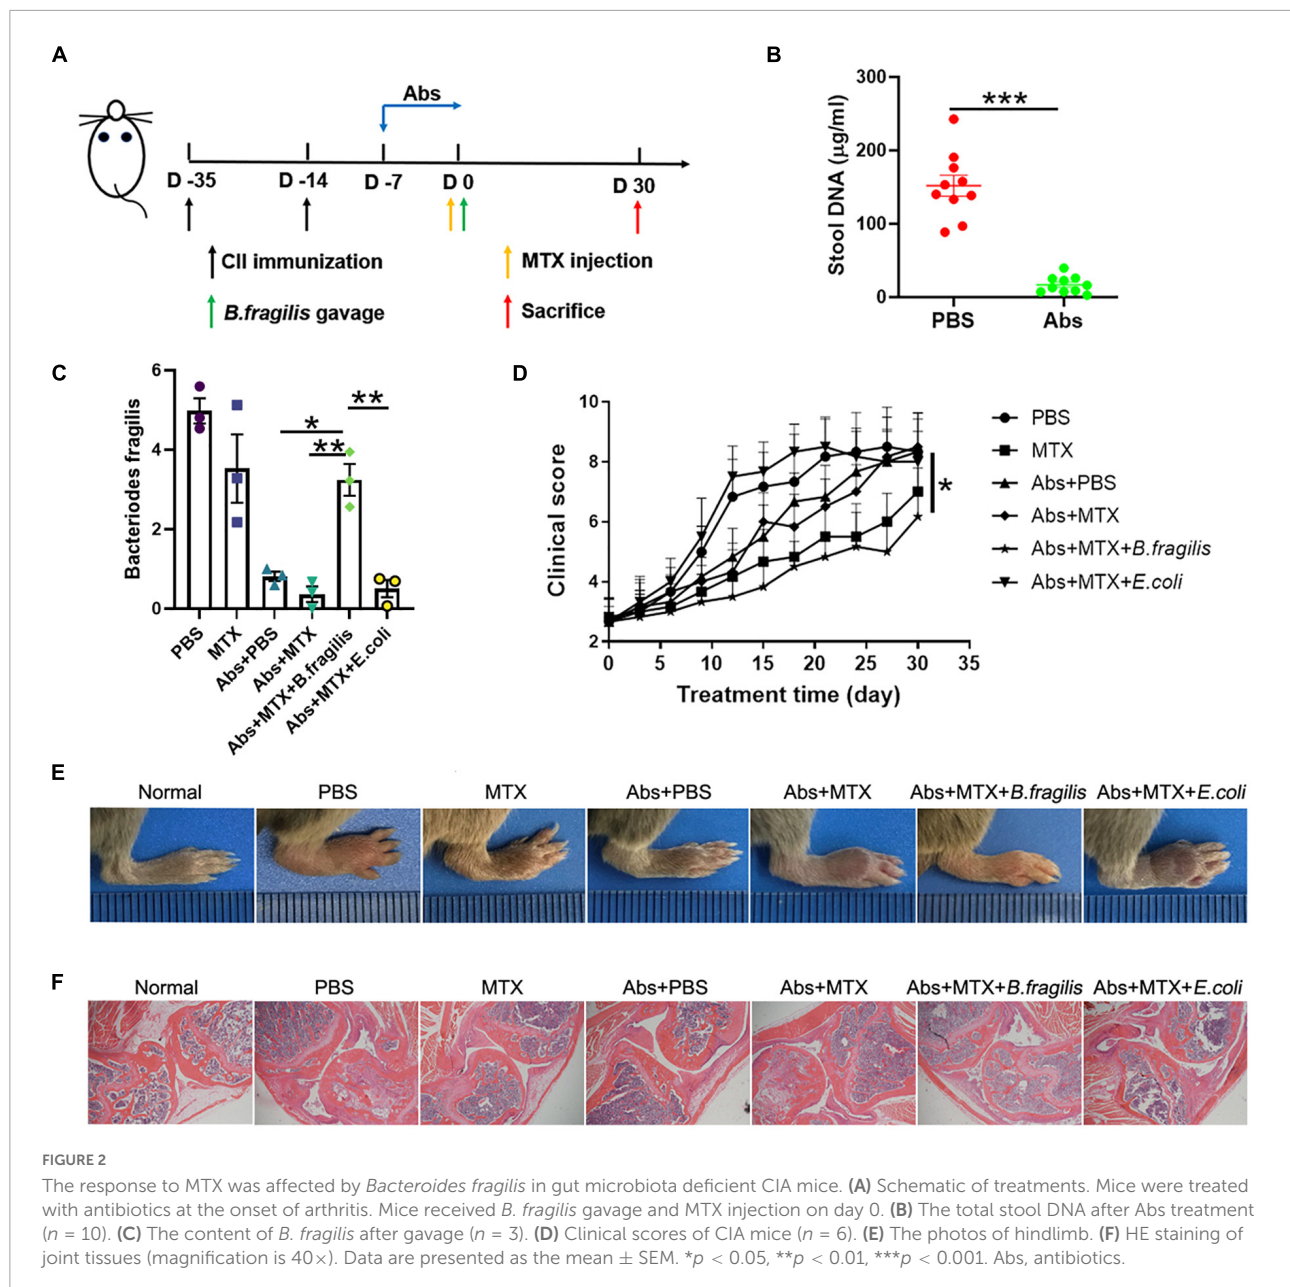 A
Abs
D -35
D -14
D -7
D 0
D 30
CII immunization
MTX injection
B.fragilis gavage
Sacrifice
B
Stool DNA (µg/ml)
300
200
100
0
***
PBS
Abs
C
Bacteriodes fragilis
6
4
2
0
*
**
**
PBS
MTX
Abs+PBS
Abs+MTX
Abs+MTX+B.fragilis
Abs+MTX+E.coli
D
Clinical score
10
8
6
4
2
0
5
10
15
20
25
30
35
Treatment time (day)
*
PBS
MTX
Abs+PBS
Abs+MTX
Abs+MTX+B.fragilis
Abs+MTX+E.coli
E
Normal
PBS
MTX
Abs+PBS
Abs+MTX
Abs+MTX+B.fragilis
Abs+MTX+E.coli
F
Normal
PBS
MTX
Abs+PBS
Abs+MTX
Abs+MTX+B.fragilis
Abs+MTX+E.coli
FIGURE 2
The response to MTX was affected by Bacteroides fragilis in gut microbiota deficient CIA mice. (A) Schematic of treatments. Mice were treated
with antibiotics at the onset of arthritis. Mice received B. fragilis gavage and MTX injection on day 0. (B) The total stool DNA after Abs treatment
(n = 10). (C) The content of B. fragilis after gavage (n = 3). (D) Clinical scores of CIA mice (n = 6). (E) The photos of hindlimb. (F) HE staining of
joint tissues (magnification is 40×). Data are presented as the mean ± SEM. *p < 0.05, **p < 0.01, ***p < 0.001. Abs, antibiotics.